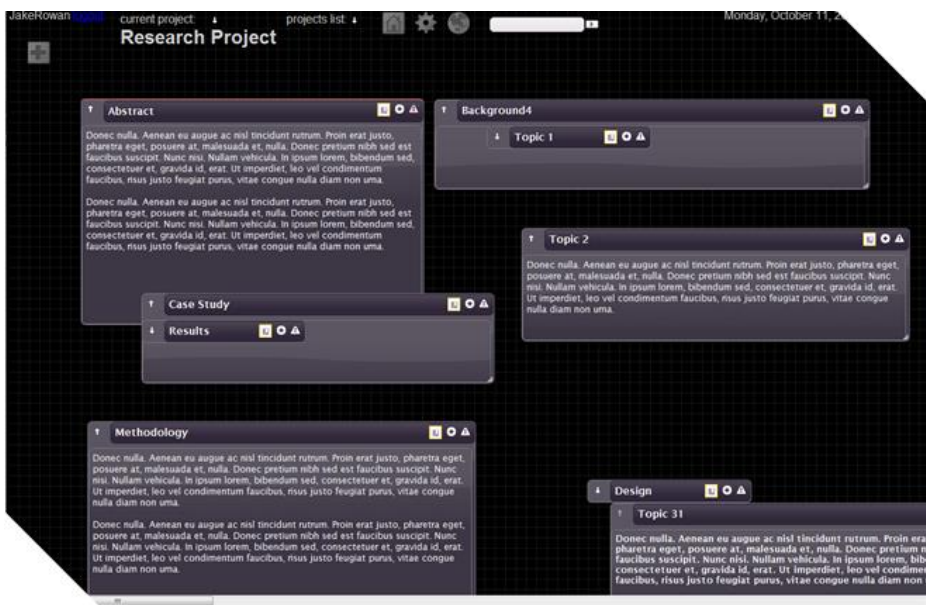 JakeRowan logout
current project:
projects list:
Monday, October 11, 20
Research Project
Abstract
Donec nulla. Aenean eu augue ac nisl tincidunt rutrum. Proin erat justo,
pharetra eget, posuere at, malesuada et, nulla. Donec pretium nibh sed est
faucibus suscipit. Nunc nisi. Nullam vehicula. In ipsum lorem, bibendum sed,
consectetuer et, gravida id, erat. Ut imperdiet, leo vel condimentum
faucibus, risus justo feugiat purus, vitae congue nulla diam non uma.
Donec nulla. Aenean eu augue ac nisl tincidunt rutrum. Proin erat justo,
pharetra eget, posuere at, malesuada et, nulla. Donec pretium nibh sed est
faucibus suscipit. Nunc nisi. Nullam vehicula. In ipsum lorem, bibendum sed,
consectetuer et, gravida id, erat. Ut imperdiet, leo vel condimentum
faucibus, risus justo feugiat purus, vitae congue nulla diam non uma.
Background4
Topic 1
Topic 2
Donec nulla. Aenean eu augue ac nisl tincidunt rutrum. Proin erat justo, pharetra eget,
posuere at, malesuada et, nulla. Donec pretium nibh sed est faucibus suscipit. Nunc
nisi. Nullam vehicula. In ipsum lorem, bibendum sed, consectetuer et, gravida id, erat.
Ut imperdiet, leo vel condimentum faucibus, risus justo feugiat purus, vitae congue
nulla diam non uma.
Case Study
Results
Methodology
Donec nulla. Aenean eu augue ac nisl tincidunt rutrum. Proin erat justo, pharetra eget,
posuere at, malesuada et, nulla. Donec pretium nibh sed est faucibus suscipit. Nunc
nisi. Nullam vehicula. In ipsum lorem, bibendum sed, consectetuer et, gravida id, erat.
Ut imperdiet, leo vel condimentum faucibus, risus justo feugiat purus, vitae congue
nulla diam non uma.
Donec nulla. Aenean eu augue ac nisl tincidunt rutrum. Proin erat justo, pharetra eget,
posuere at, malesuada et, nulla. Donec pretium nibh sed est faucibus suscipit. Nunc
nisi. Nullam vehicula. In ipsum lorem, bibendum sed, consectetuer et, gravida id, erat.
Ut imperdiet, leo vel condimentum faucibus, risus justo feugiat purus, vitae congue
nulla diam non uma.
Design
Topic 31
Donec nulla. Aenean eu augue ac nisl tincidunt rutrum. Proin era
pharetra eget, posuere at, malesuada et, nulla. Donec pretium n
faucibus suscipit. Nunc nisi. Nullam vehicula. In ipsum lorem, bib
consectetuer et, gravida id, erat. Ut imperdiet, leo vel condime
faucibus, risus justo feugiat purus, vitae congue nulla diam non